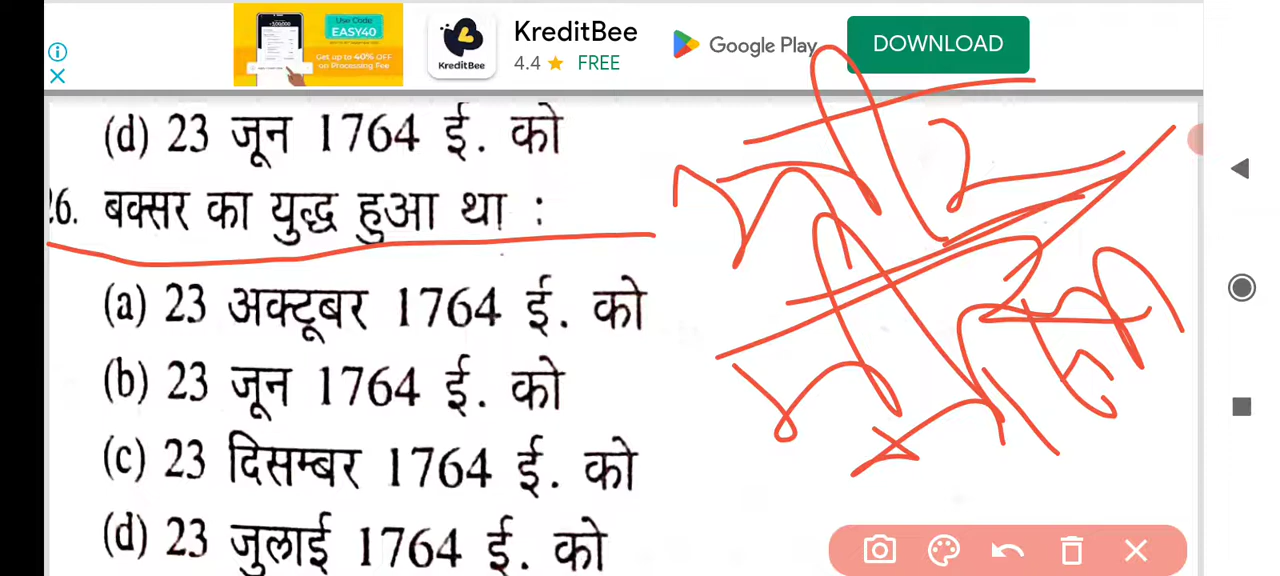 Use Code
EASY40
Get up to 40% OFF
on Processing Fee
KreditBee
KreditBee
4.4 ★ FREE
Google Play
DOWNLOAD
(d) 23 जून 1764 ई. को
26. बक्सर का युद्ध हुआ था :
(a) 23 अक्टूबर 1764 ई. को
(b) 23 जून 1764 ई. को
(c) 23 दिसम्बर 1764 ई. को
(d) 23 जुलाई 1764 ई. को